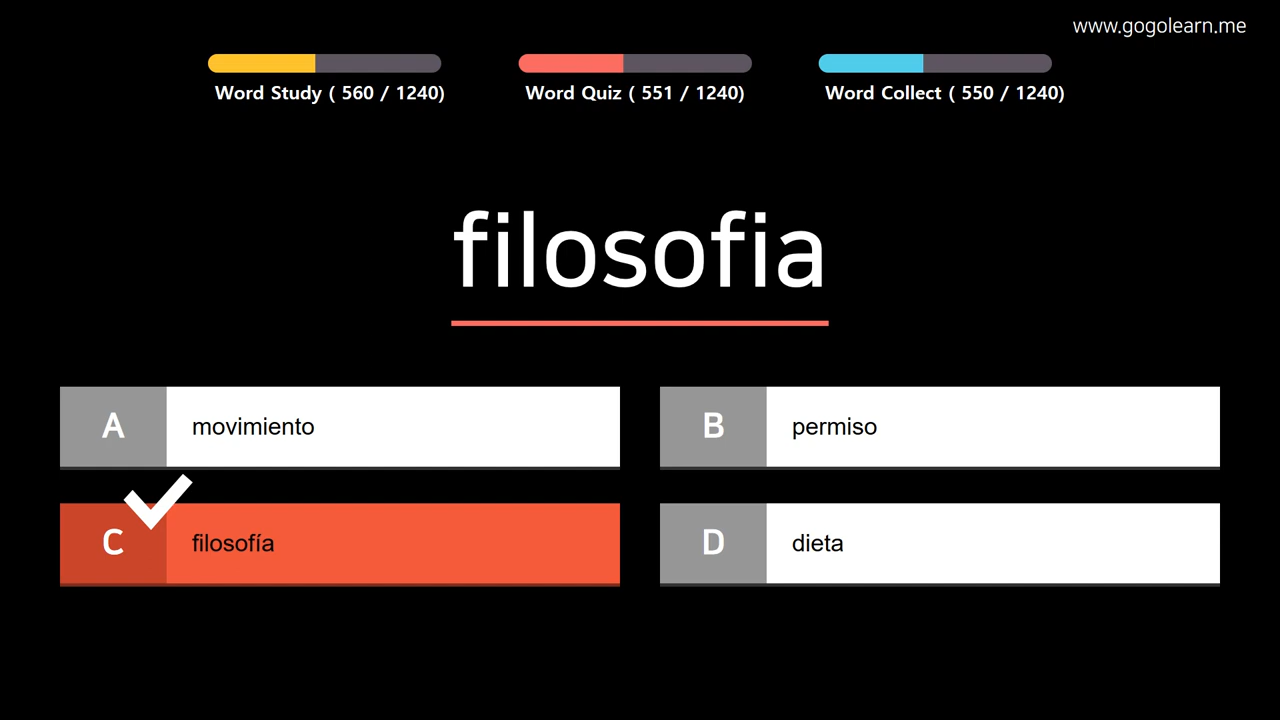 www.gogolearn.me
Word Study ( 560 / 1240)
Word Quiz ( 551 / 1240)
Word Collect ( 550 / 1240)
filosofia
A movimiento
B permiso
C filosofía
D dieta